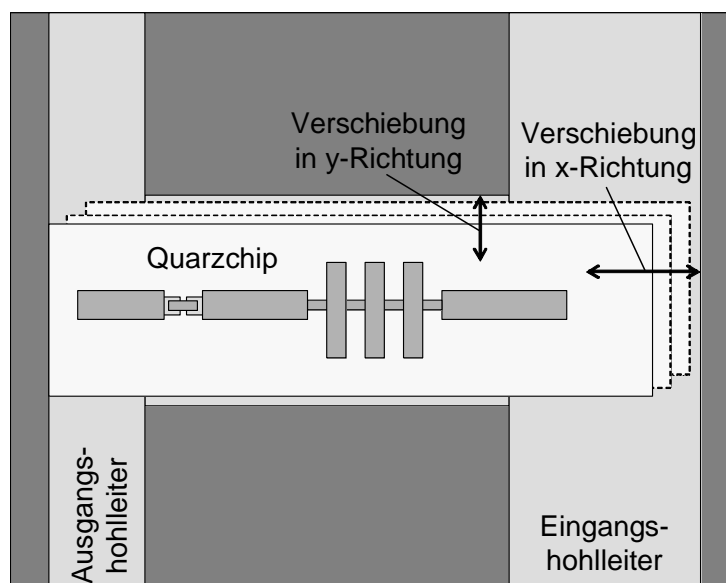 Verschiebung
in y-Richtung
Verschiebung
in x-Richtung
Quarzchip
Ausgangs-
hohlleiter
Eingangs-
hohlleiter